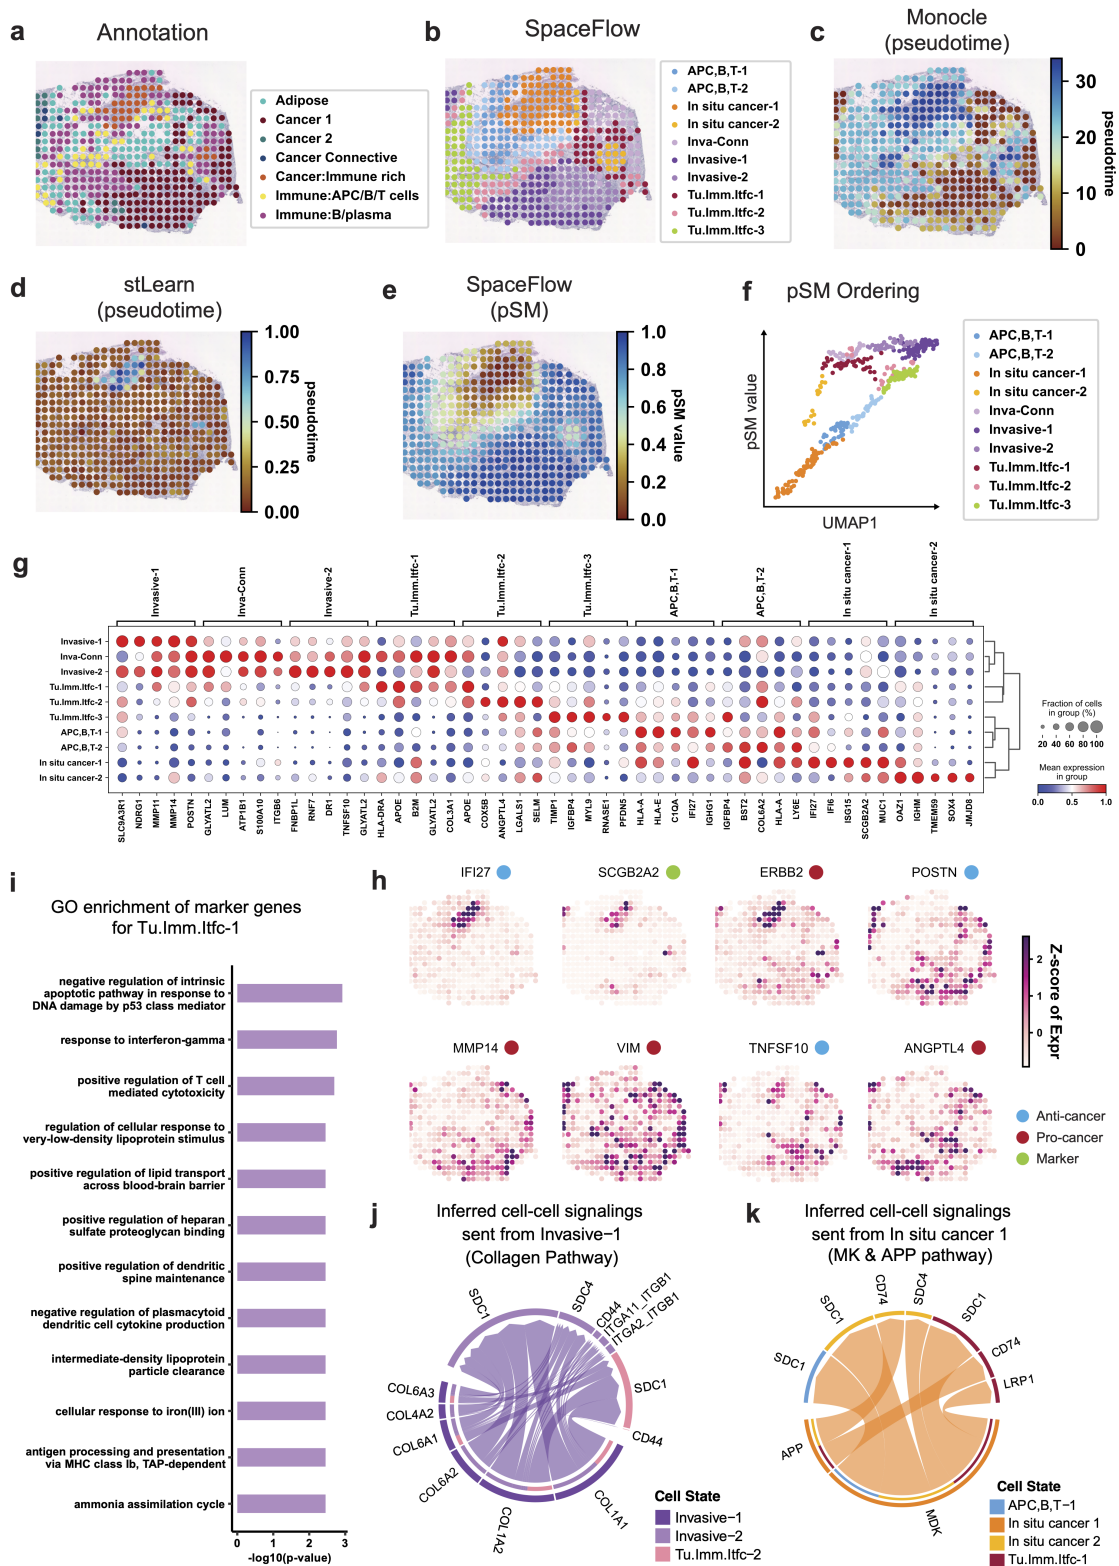 a
Annotation
Adipose
Cancer 1
Cancer 2
Cancer Connective
Cancer:Immune rich
Immune:APC/B/T cells
Immune:B/plasma
b
SpaceFlow
APC,B,T-1
APC,B,T-2
In situ cancer-1
In situ cancer-2
Inva-Conn
Invasive-1
Invasive-2
Tu.Imm.Itfc-1
Tu.Imm.Itfc-2
Tu.Imm.Itfc-3
c
Monocle
(pseudotime)
30
20
10
0
pseudotime
d
stLearn
(pseudotime)
1.00
0.75
0.50
0.25
0.00
pseudotime
e
SpaceFlow
(pSM)
1.0
0.8
0.6
0.4
0.2
0.0
pSM value
f
pSM Ordering
pSM value
UMAP1
APC,B,T-1
APC,B,T-2
In situ cancer-1
In situ cancer-2
Inva-Conn
Invasive-1
Invasive-2
Tu.Imm.Itfc-1
Tu.Imm.Itfc-2
Tu.Imm.Itfc-3
g
Invasive-1
Inva-Conn
Invasive-2
Tu.Imm.Itfc-1
Tu.Imm.Itfc-2
Tu.Imm.Itfc-3
APC,B,T-1
APC,B,T-2
In situ cancer-1
In situ cancer-2
Invasive-1
Inva-Conn
Invasive-2
Tu.Imm.Itfc-1
Tu.Imm.Itfc-2
Tu.Imm.Itfc-3
APC,B,T-1
APC,B,T-2
In situ cancer-1
In situ cancer-2
SLC9A3R1
NDRG1
MMP11
MMP14
POSTN
GLYATL2
LUM
ATP1B1
S100A10
ITGB6
FNBP1L
RNF7
DR1
TNFSF10
GLYATL2
HLA-DRA
APOE
B2M
GLYATL2
COL3A1
APOE
COX5B
ANGPTL4
LGALS1
SELM
TIMP1
IGFBP4
MYL9
RNASE1
PFDN5
HLA-A
HLA-E
C1QA
IFI27
IGHG1
IGFBP4
BST2
COL6A2
HLA-A
LY6E
IFI27
IFI6
ISG15
SCGB2A2
MUC1
OAZ1
IGHM
TMEM59
SOX4
JMJD8
Fraction of cells
in group (%)
20 40 60 80 100
Mean expression
in group
0.0 0.5 1.0
i
GO enrichment of marker genes
for Tu.Imm.Itfc-1
negative regulation of intrinsic
apoptotic pathway in response to
DNA damage by p53 class mediator
response to interferon-gamma
positive regulation of T cell
mediated cytotoxicity
regulation of cellular response to
very-low-density lipoprotein stimulus
positive regulation of lipid transport
across blood-brain barrier
positive regulation of heparan
sulfate proteoglycan binding
positive regulation of dendritic
spine maintenance
negative regulation of plasmacytoid
dendritic cell cytokine production
intermediate-density lipoprotein
particle clearance
cellular response to iron(III) ion
antigen processing and presentation
via MHC class Ib, TAP-dependent
ammonia assimilation cycle
0 1 2 3
-log10(p-value)
h
IFI27
SCGB2A2
ERBB2
POSTN
MMP14
VIM
TNFSF10
ANGPTL4
2
1
0
Z-score of Expr
Anti-cancer
Pro-cancer
Marker
j
Inferred cell-cell signalings
sent from Invasive−1
(Collagen Pathway)
SDC1
SDC4
CD44
ITGA11_ITGB1
ITGA2_ITGB1
SDC1
CD44
COL1A1
COL1A2
COL6A2
COL6A1
COL4A2
COL6A3
Cell State
Invasive−1
Invasive−2
Tu.Imm.Itfc−2
k
Inferred cell-cell signalings
sent from In situ cancer 1
(MK & APP pathway)
SDC1
SDC1
CD74
SDC4
SDC1
CD74
LRP1
MDK
APP
Cell State
APC,B,T−1
In situ cancer 1
In situ cancer 2
Tu.Imm.Itfc-1